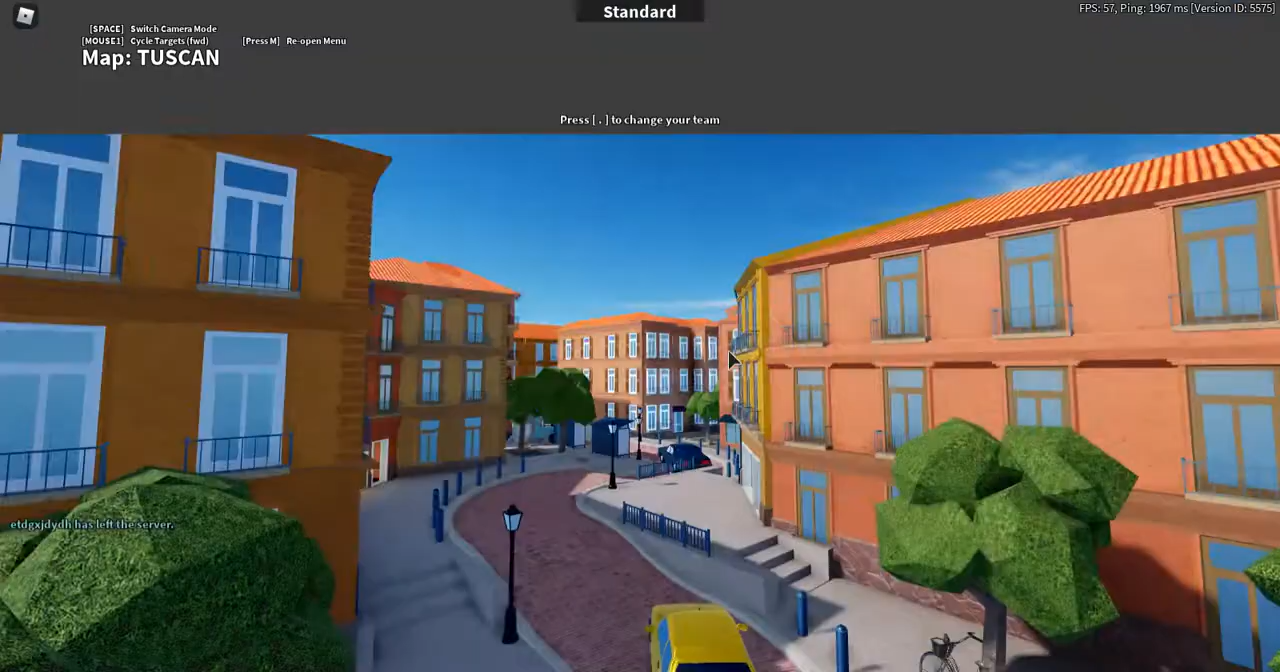 Standard
FPS: 57, Ping: 1967 ms [Version ID: 5575]
[SPACE] Switch Camera Mode
[MOUSE1] Cycle Targets (fwd) [Press M] Re-open Menu
Map: TUSCAN
Press [ . ] to change your team
etdgxjdydh has left the server.